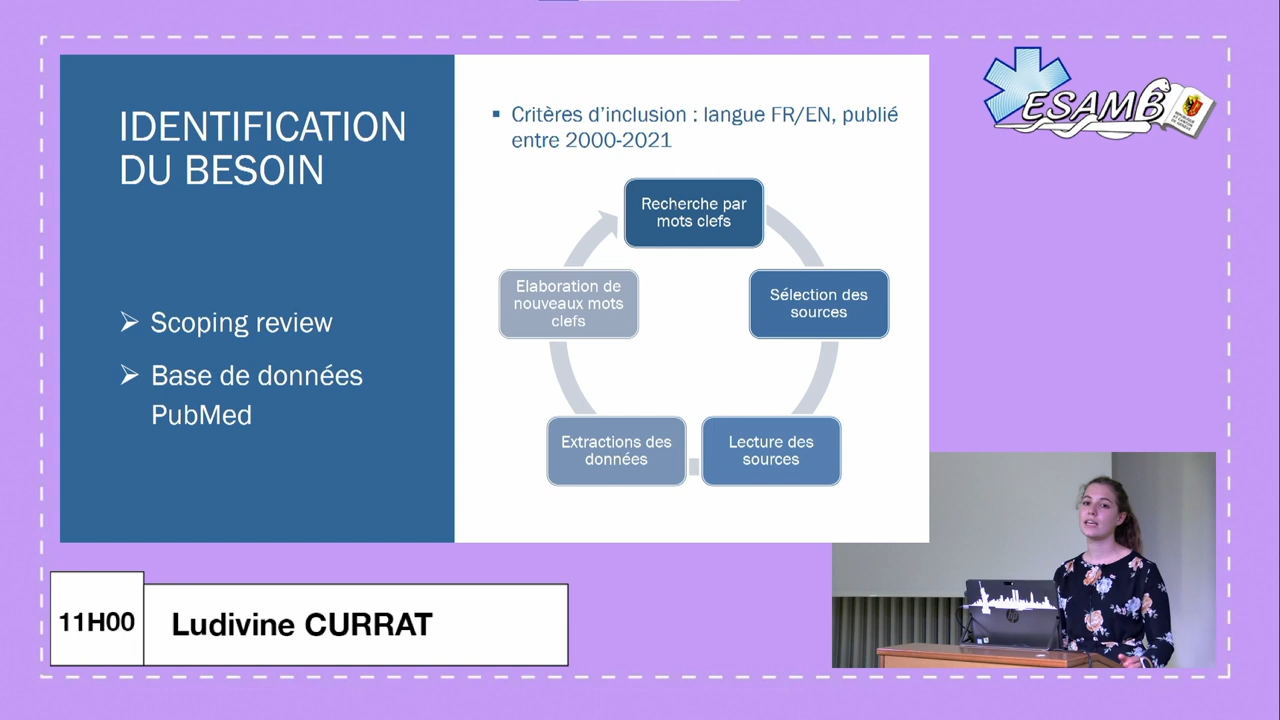 IDENTIFICATION
DU BESOIN
Scoping review
Base de données
PubMed
Critères d'inclusion : langue FR/EN, publié
entre 2000-2021
Recherche par
mots clefs
Sélection des
sources
Lecture des
sources
Extractions des
données
Elaboration de
nouveaux mots
clefs
ESAMB
hp
11H00
Ludivine CURRAT